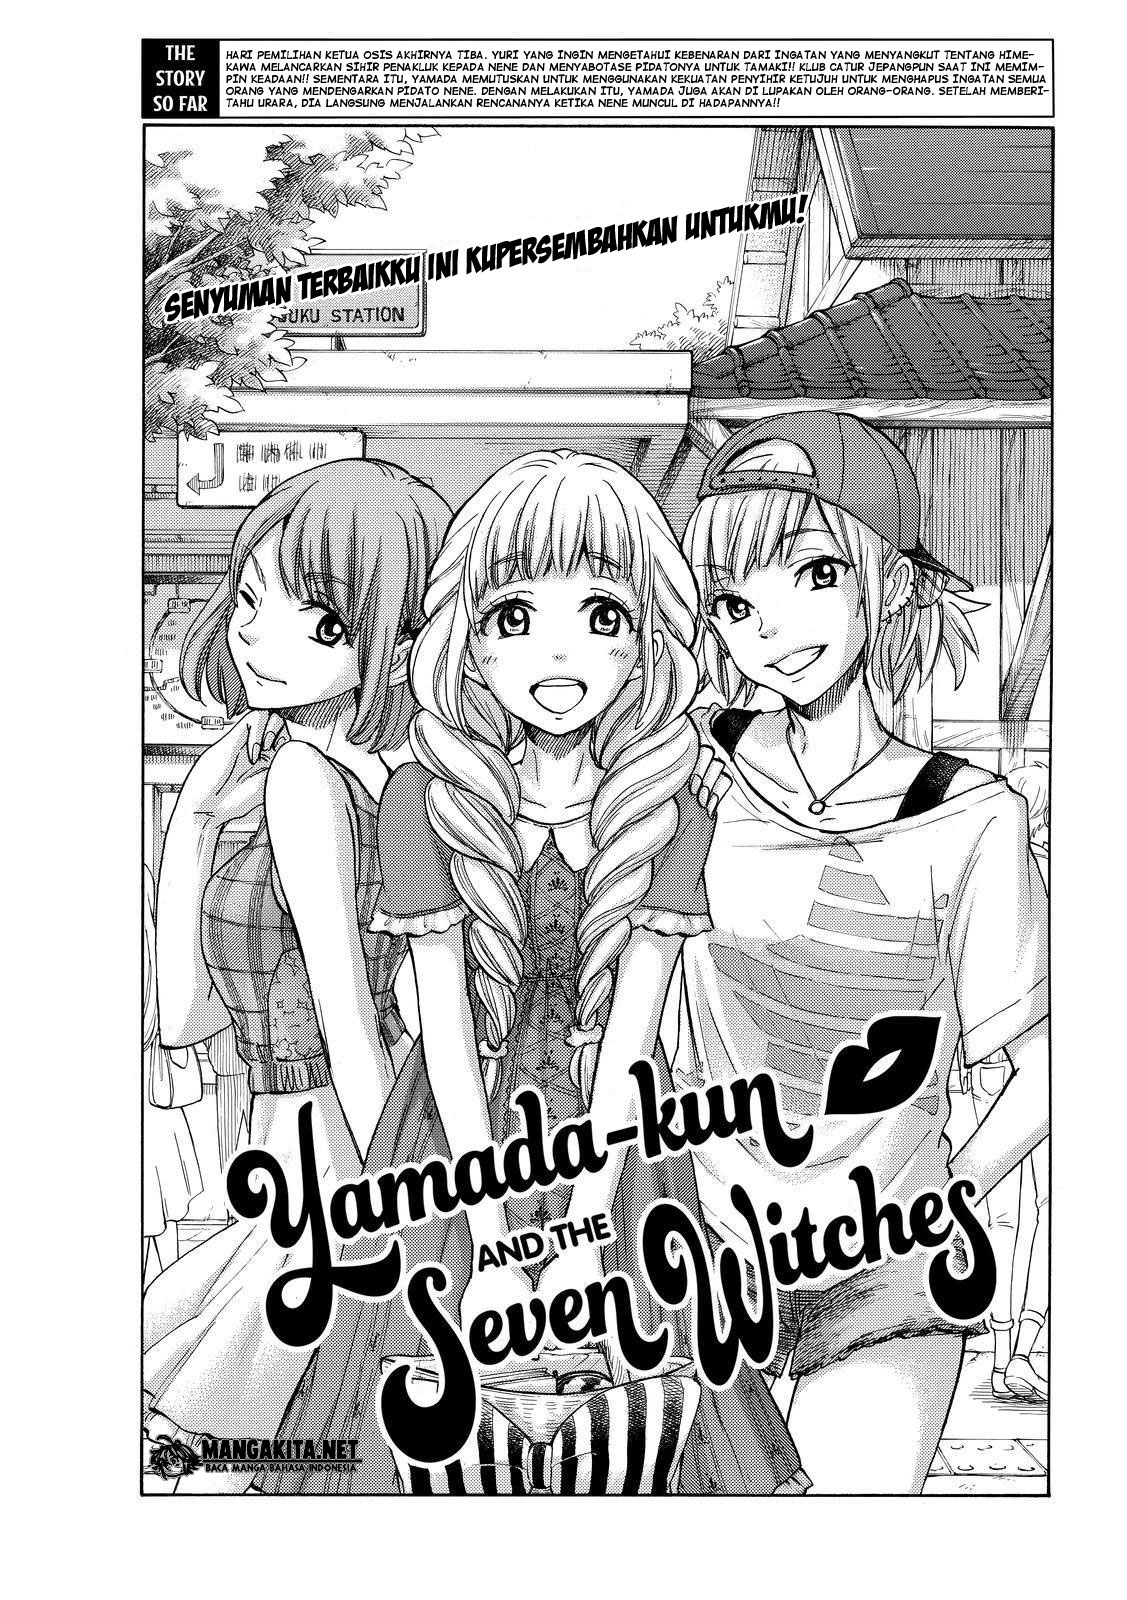 THE
STORY
SO FAR
HARI PEMILIHAN KETUA OSIS AKHIRNYA TIBA. YURI YANG INGIN MENGETAHUI KEBENARAN DARI INGATAN YANG MENYANGKUT TENTANG HIME-
KAWA MELANCARKAN SIHIR PENAKLUK KEPADA NENE DAN MENYABOTASE PIDATONYA UNTUK TAMAKI!! KLUB CATUR JEPANGPUN SAAT INI MEMIM-
PIN KEADAAN!! SEMENTARA ITU, YAMADA MEMUTUSKAN UNTUK MENGGUNAKAN KEKUATAN PENYIHIR KETUJUH UNTUK MENGHAPUS INGATAN SEMUA
ORANG YANG MENDENGARKAN PIDATO NENE. DENGAN MELAKUKAN ITU, YAMADA JUGA AKAN DI LUPAKAN OLEH ORANG-ORANG. SETELAH MEMBERI-
TAHU URARA, DIA LANGSUNG MENJALANKAN RENCANANYA KETIKA NENE MUNCUL DI HADAPANNYA!!
SENYUMAN TERBAIKKU INI KUPERSEMBAHKAN UNTUKMU!
UKU STATION
Yamada-kun
AND THE
Seven Witches
MANGAKITA.NET
BACA MANGA BAHASA INDONESIA